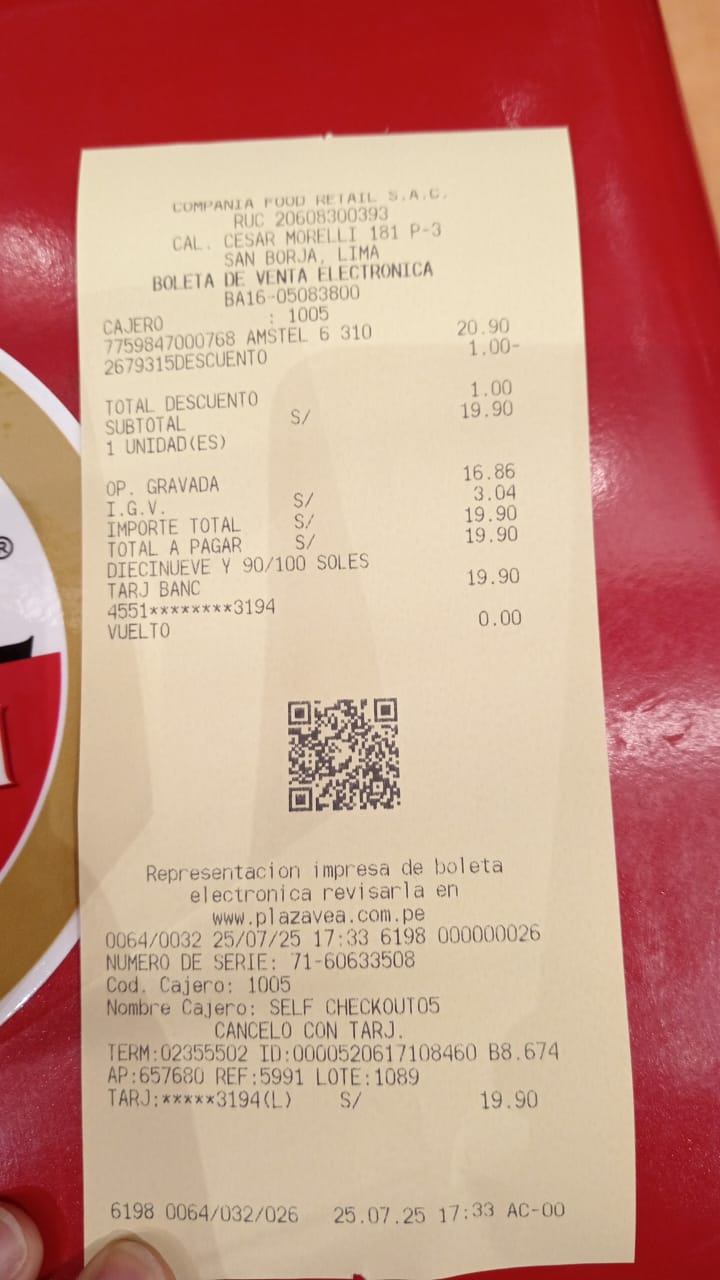 COMPANIA FOOD RETAIL S.A.C.
RUC 20608300393
CAL. CESAR MORELLI 181 P-3
SAN BORJA, LIMA
BOLETA DE VENTA ELECTRONICA
BA16-05083800
CAJERO : 1005
7759847000768 AMSTEL 6 310 20.90
2679315DESCUENTO 1.00-
TOTAL DESCUENTO 1.00
SUBTOTAL S/ 19.90
1 UNIDAD(ES)
OP. GRAVADA 16.86
I.G.V. S/ 3.04
IMPORTE TOTAL S/ 19.90
TOTAL A PAGAR S/ 19.90
DIECINUEVE Y 90/100 SOLES
TARJ BANC 19.90
4551********3194
VUELTO 0.00
Representacion impresa de boleta
electronica revisarla en
www.plazavea.com.pe
0064/0032 25/07/25 17:33 6198 000000026
NUMERO DE SERIE: 71-60633508
Cod. Cajero: 1005
Nombre Cajero: SELF CHECKOUT05
CANCELO CON TARJ.
TERM:02355502 ID:0000520617108460 B8.674
AP:657680 REF:5991 LOTE:1089
TARJ:*****3194(L) S/ 19.90
6198 0064/032/026 25.07.25 17:33 AC-00
®